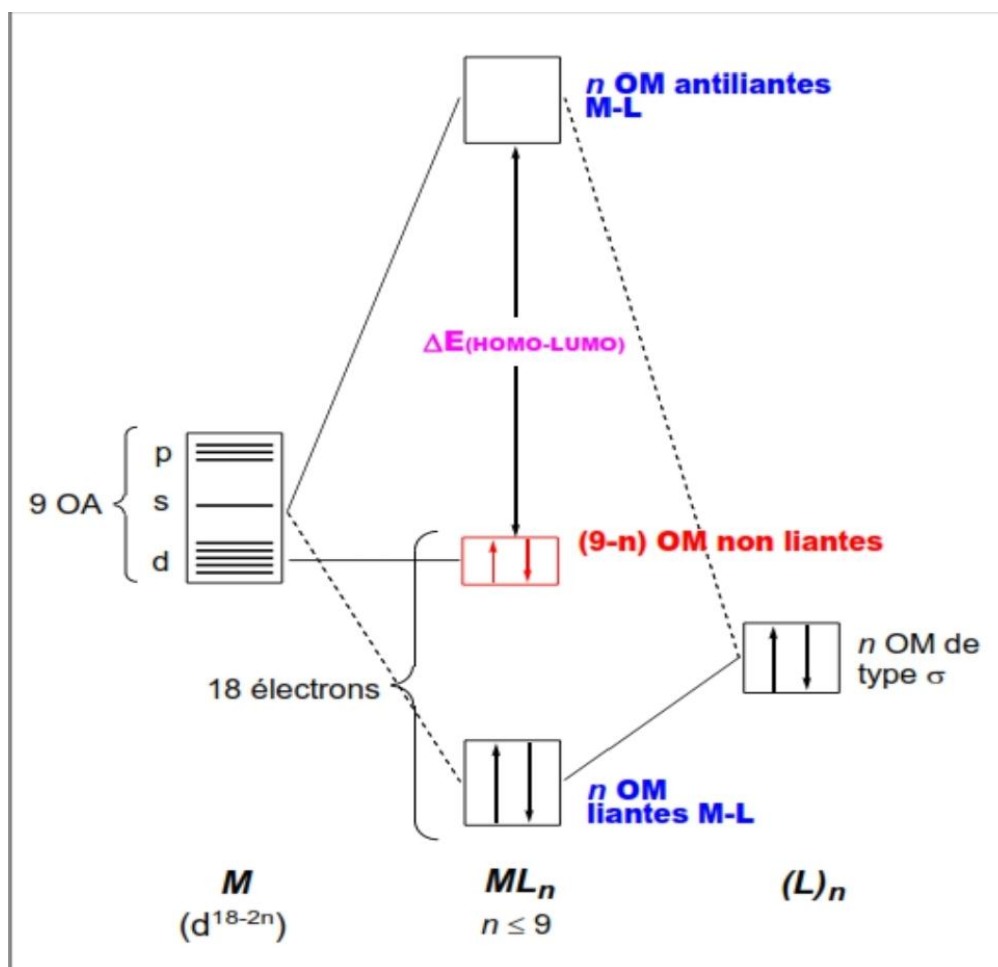 n OM antiliantes
M-L
ΔE(HOMO-LUMO)
9 OA
p
s
d
(9-n) OM non liantes
18 électrons
n OM de
type σ
n OM
liantes M-L
M
(d¹⁸⁻²ⁿ)
MLₙ
n ≤ 9
(L)ₙ